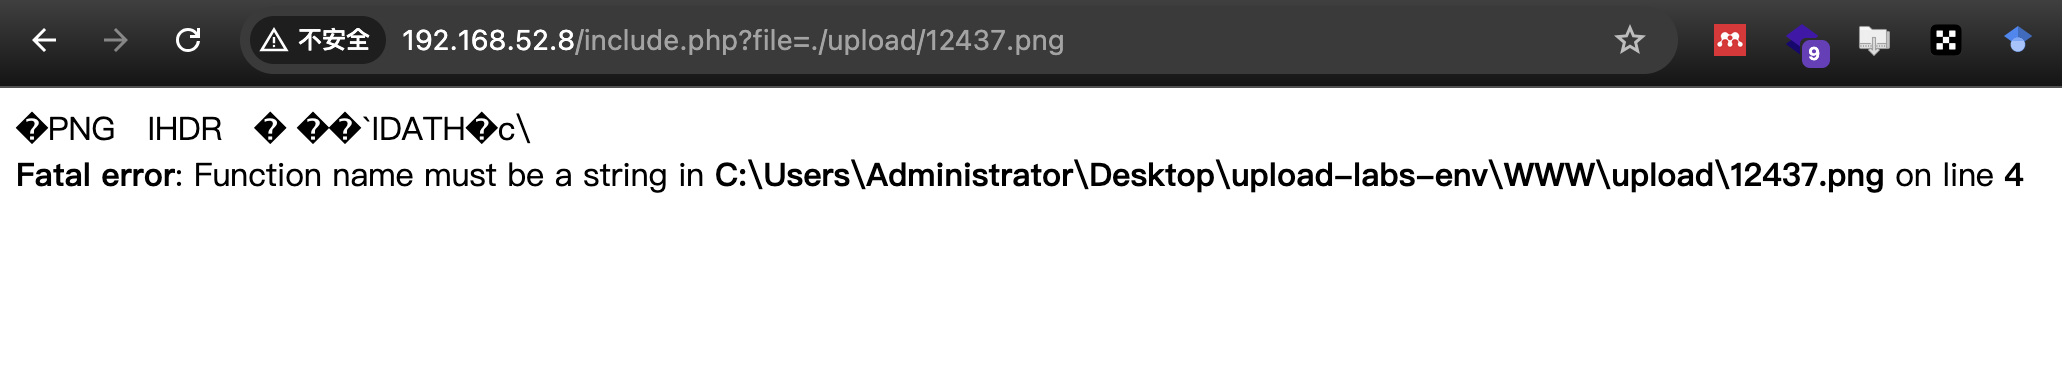 不安全 192.168.52.8/include.php?file=./upload/12437.png 9
�PNG IHDR � ��`IDATH�c\
Fatal error: Function name must be a string in C:\Users\Administrator\Desktop\upload-labs-env\WWW\upload\12437.png on line 4